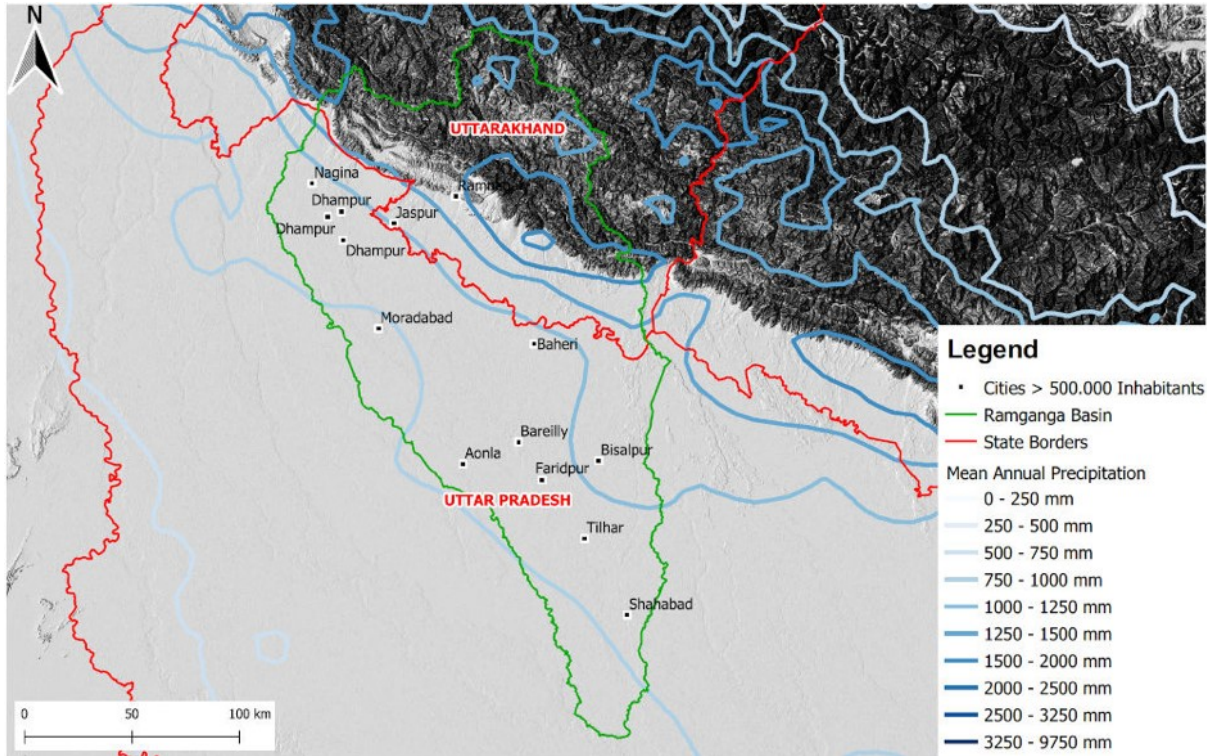 N
UTTARAKHAND
Nagina
Dhampur
Dhampur
Dhampur
Jaspur
Moradabad
Baheri
Bareilly
Aonla
Faridpur
Bisalpur
UTTAR PRADESH
Tilhar
Shahabad
0 50 100 km
Legend
Cities > 500.000 Inhabitants
Ramganga Basin
State Borders
Mean Annual Precipitation
0 - 250 mm
250 - 500 mm
500 - 750 mm
750 - 1000 mm
1000 - 1250 mm
1250 - 1500 mm
1500 - 2000 mm
2000 - 2500 mm
2500 - 3250 mm
3250 - 9750 mm